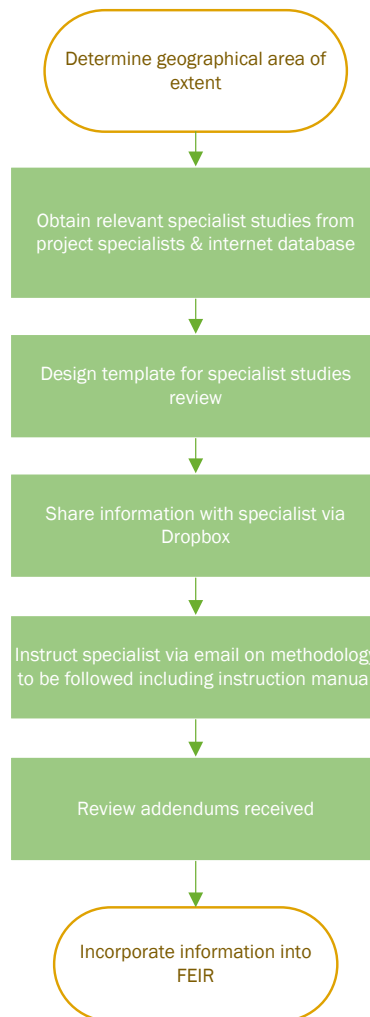 Determine geographical area of
extent
Obtain relevant specialist studies from
project specialists & internet database
Design template for specialist studies
review
Share information with specialist via
Dropbox
Instruct specialist via email on methodology
to be followed including instruction manua
Review addendums received
Incorporate information into
FEIR